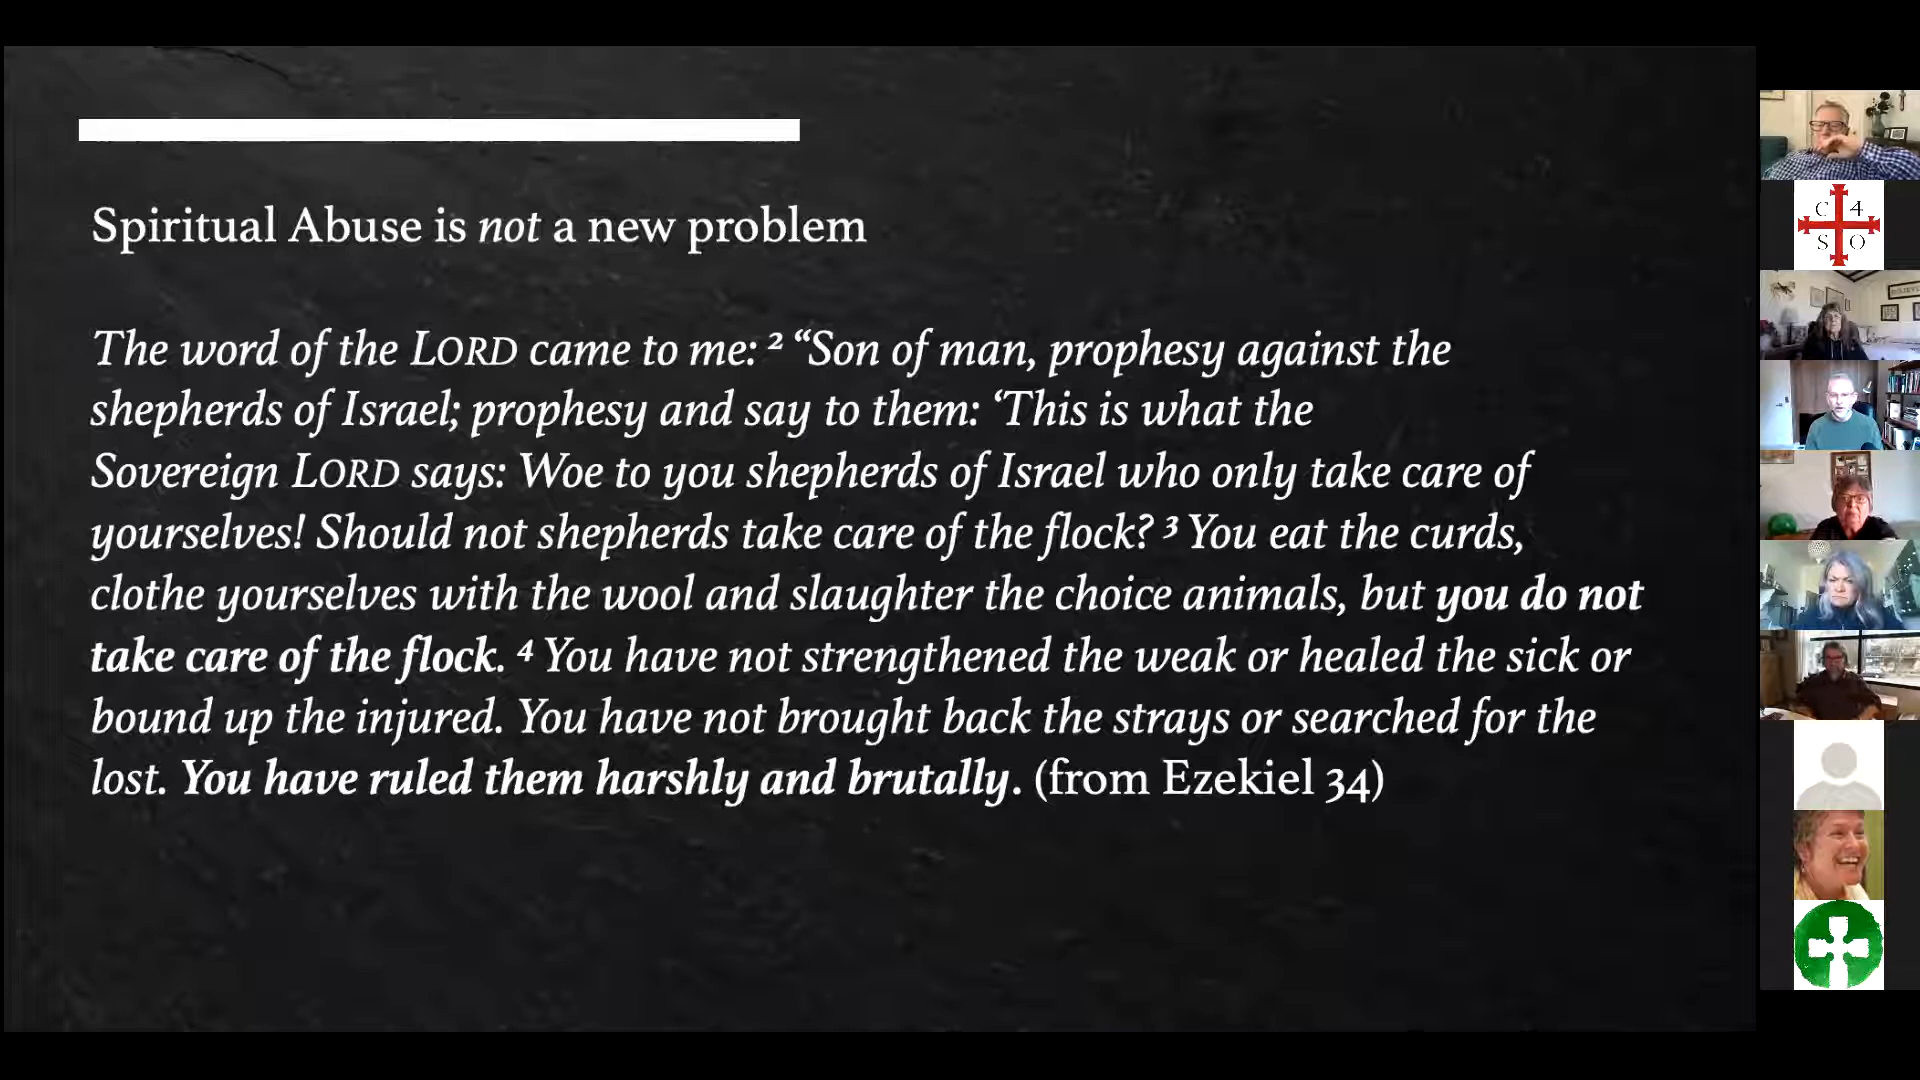 Spiritual Abuse is not a new problem
The word of the LORD came to me: ² “Son of man, prophesy against the
shepherds of Israel; prophesy and say to them: ‘This is what the
Sovereign LORD says: Woe to you shepherds of Israel who only take care of
yourselves! Should not shepherds take care of the flock? ³ You eat the curds,
clothe yourselves with the wool and slaughter the choice animals, but you do not
take care of the flock. ⁴ You have not strengthened the weak or healed the sick or
bound up the injured. You have not brought back the strays or searched for the
lost. You have ruled them harshly and brutally. (from Ezekiel 34)
C 4
S O